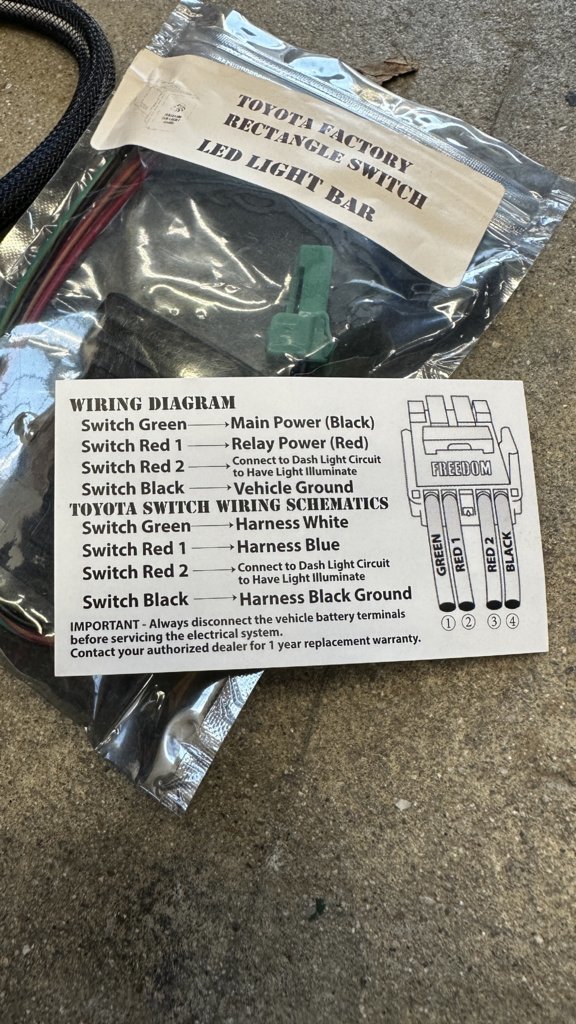 TOYOTA FACTORY
RECTANGLE SWITCH
LED LIGHT BAR
WIRING DIAGRAM
Switch Green → Main Power (Black)
Switch Red 1 → Relay Power (Red)
Switch Red 2 → Connect to Dash Light Circuit
to Have Light Illuminate
Switch Black → Vehicle Ground
TOYOTA SWITCH WIRING SCHEMATICS
Switch Green → Harness White
Switch Red 1 → Harness Blue
Switch Red 2 → Connect to Dash Light Circuit
to Have Light Illuminate
Switch Black → Harness Black Ground
IMPORTANT - Always disconnect the vehicle battery terminals
before servicing the electrical system.
Contact your authorized dealer for 1 year replacement warranty.
FREEDOM
GREEN
RED 1
RED 2
BLACK
① ② ③ ④